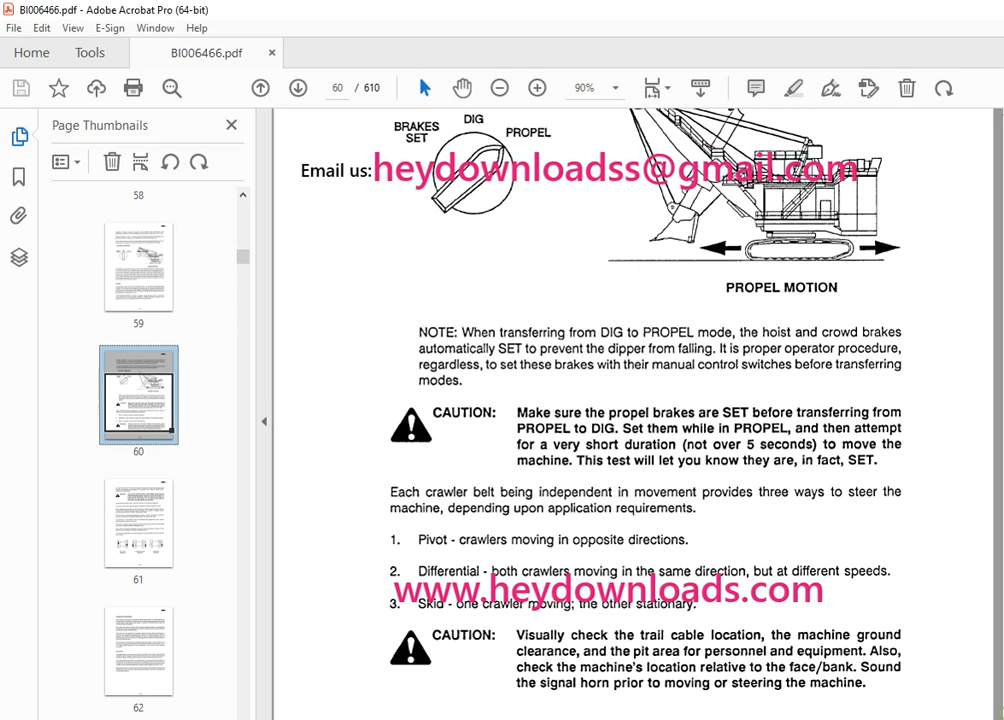 BI006466.pdf - Adobe Acrobat Pro (64-bit)
File Edit View E-Sign Window Help
Home Tools BI006466.pdf ×
60 / 610 90%
Page Thumbnails
58
59
60
61
62
BRAKES SET
DIG
PROPEL
Email us:heydownloadss@gmail.com
PROPEL MOTION
NOTE: When transferring from DIG to PROPEL mode, the hoist and crowd brakes
automatically SET to prevent the dipper from falling. It is proper operator procedure,
regardless, to set these brakes with their manual control switches before transferring
modes.
CAUTION: Make sure the propel brakes are SET before transferring from
PROPEL to DIG. Set them while in PROPEL, and then attempt
for a very short duration (not over 5 seconds) to move the
machine. This test will let you know they are, in fact, SET.
Each crawler belt being independent in movement provides three ways to steer the
machine, depending upon application requirements.
1. Pivot - crawlers moving in opposite directions.
2. Differential - both crawlers moving in the same direction, but at different speeds.
www.heydownloads.com
3. Skid - one crawler moving; the other stationary.
CAUTION: Visually check the trail cable location, the machine ground
clearance, and the pit area for personnel and equipment. Also,
check the machine's location relative to the face/bank. Sound
the signal horn prior to moving or steering the machine.